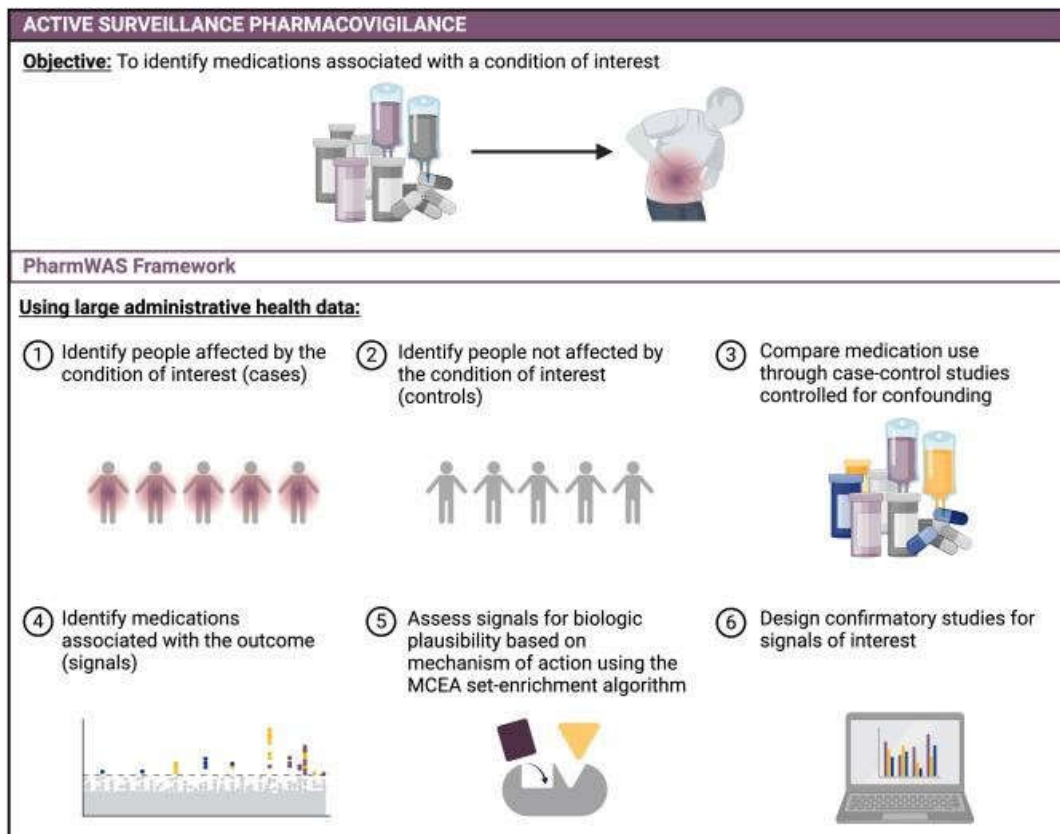 ACTIVE SURVEILLANCE PHARMACOVIGILANCE
Objective: To identify medications associated with a condition of interest
PharmWAS Framework
Using large administrative health data:
1 Identify people affected by the
condition of interest (cases)
2 Identify people not affected by
the condition of interest
(controls)
3 Compare medication use
through case-control studies
controlled for confounding
4 Identify medications
associated with the outcome
(signals)
5 Assess signals for biologic
plausibility based on
mechanism of action using the
MCEA set-enrichment algorithm
6 Design confirmatory studies for
signals of interest